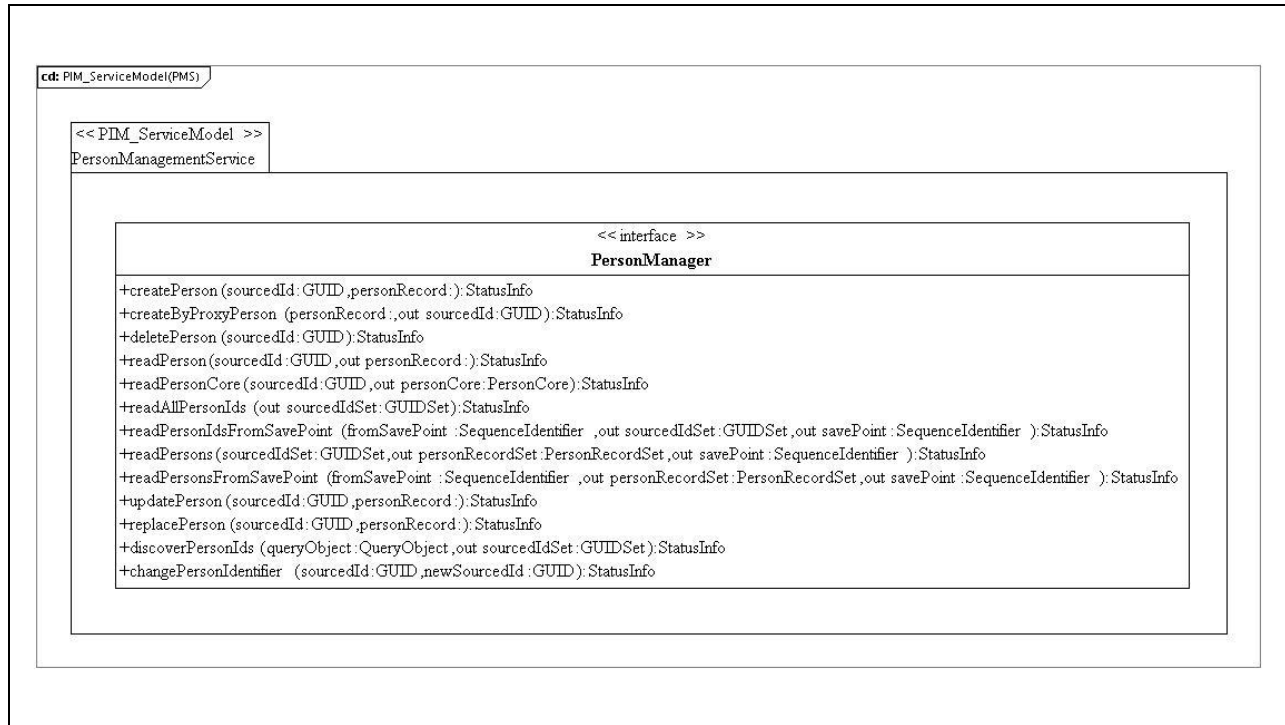 cd: PIM_ServiceModel(PMS)
<< PIM_ServiceModel >>
PersonManagementService
<< interface >>
PersonManager
+createPerson (sourcedId:GUID,personRecord:):StatusInfo
+createByProxyPerson (personRecord:,out sourcedId:GUID):StatusInfo
+deletePerson (sourcedId:GUID):StatusInfo
+readPerson(sourcedId:GUID,out personRecord:):StatusInfo
+readPersonCore(sourcedId:GUID,out personCore:PersonCore):StatusInfo
+readAllPersonIds (out sourcedIdSet:GUIDSet):StatusInfo
+readPersonIdsFromSavePoint (fromSavePoint :SequenceIdentifier ,out sourcedIdSet:GUIDSet,out savePoint :SequenceIdentifier ):StatusInfo
+readPersons(sourcedIdSet:GUIDSet,out personRecordSet:PersonRecordSet,out savePoint :SequenceIdentifier ):StatusInfo
+readPersonsFromSavePoint (fromSavePoint :SequenceIdentifier ,out personRecordSet:PersonRecordSet,out savePoint :SequenceIdentifier ):StatusInfo
+updatePerson (sourcedId:GUID,personRecord:):StatusInfo
+replacePerson (sourcedId:GUID,personRecord:):StatusInfo
+discoverPersonIds (queryObject:QueryObject,out sourcedIdSet:GUIDSet):StatusInfo
+changePersonIdentifier (sourcedId:GUID,newSourcedId:GUID):StatusInfo